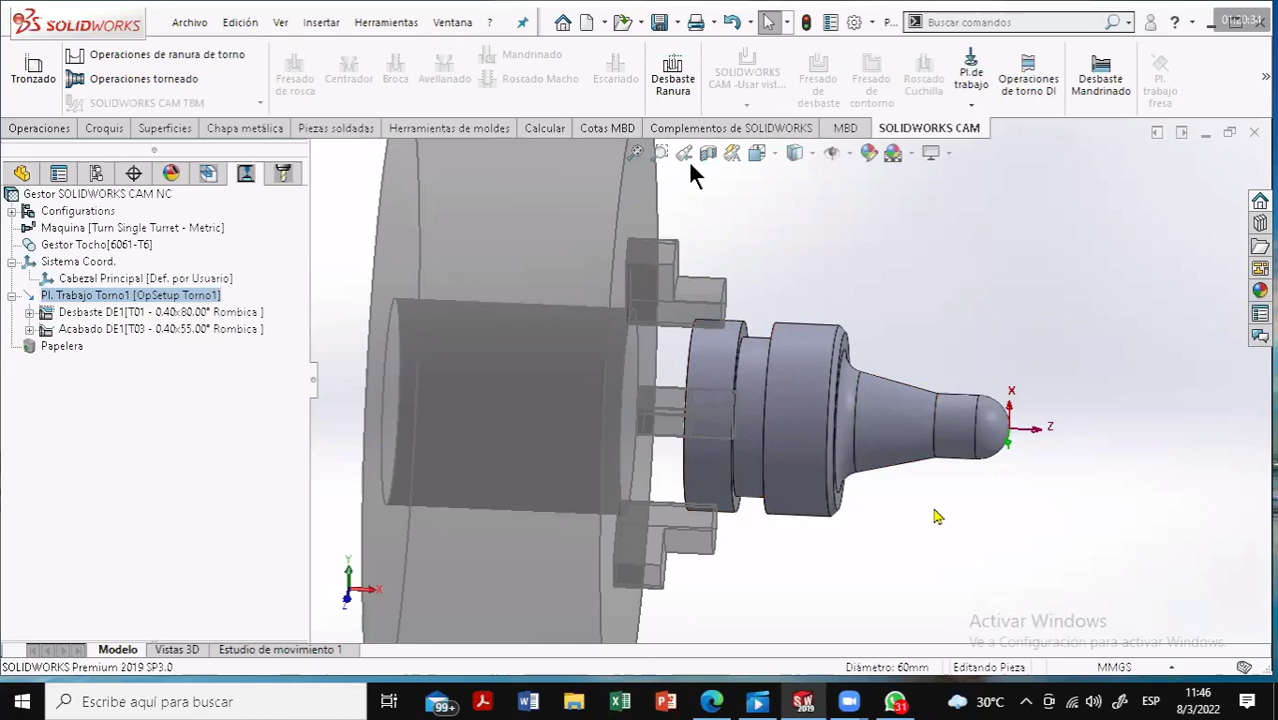 SOLIDWORKS
Archivo Edición Ver Insertar Herramientas Ventana ?
P...
Buscar comandos
Tronzado
Operaciones de ranura de torno
Operaciones torneado
SOLIDWORKS CAM TBM
Fresado de rosca
Centrador
Broca
Avellanado
Mandrinado
Roscado Macho
Escariado
Desbaste Ranura
SOLIDWORKS CAM -Usar vist...
Fresado de desbaste
Fresado de contorno
Roscado Cuchilla
Pl.de trabajo
Operaciones de torno DI
Desbaste Mandrinado
Pl. trabajo fresa
Operaciones Croquis Superficies Chapa metálica Piezas soldadas Herramientas de moldes Calcular Cotas MBD Complementos de SOLIDWORKS MBD SOLIDWORKS CAM
Gestor SOLIDWORKS CAM NC
Configurations
Maquina [Turn Single Turret - Metric]
Gestor Tocho[6061-T6]
Sistema Coord.
Cabezal Principal [Def. por Usuario]
Pl. Trabajo Torno1 [OpSetup Torno1]
Desbaste DE1[T01 - 0.40x80.00° Rombica ]
Acabado DE1[T03 - 0.40x55.00° Rombica ]
Papelera
X
Z
Y
X
Z
Activar Windows
Ve a Configuración para activar Windows.
Modelo Vistas 3D Estudio de movimiento 1
SOLIDWORKS Premium 2019 SP3.0
Diámetro: 60mm
Editando Pieza
MMGS
Escribe aquí para buscar
99+
2019
31
30°C
ESP
11:46
8/3/2022